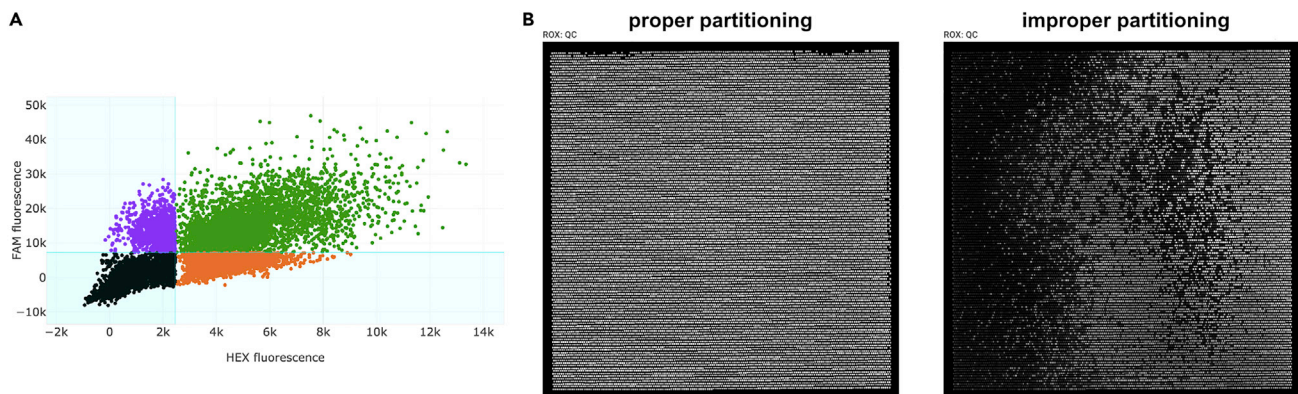 A
50k
40k
30k
20k
10k
0
−10k
FAM fluorescence
−2k 0 2k 4k 6k 8k 10k 12k 14k
HEX fluorescence
B
proper partitioning
ROX: QC
improper partitioning
ROX: QC